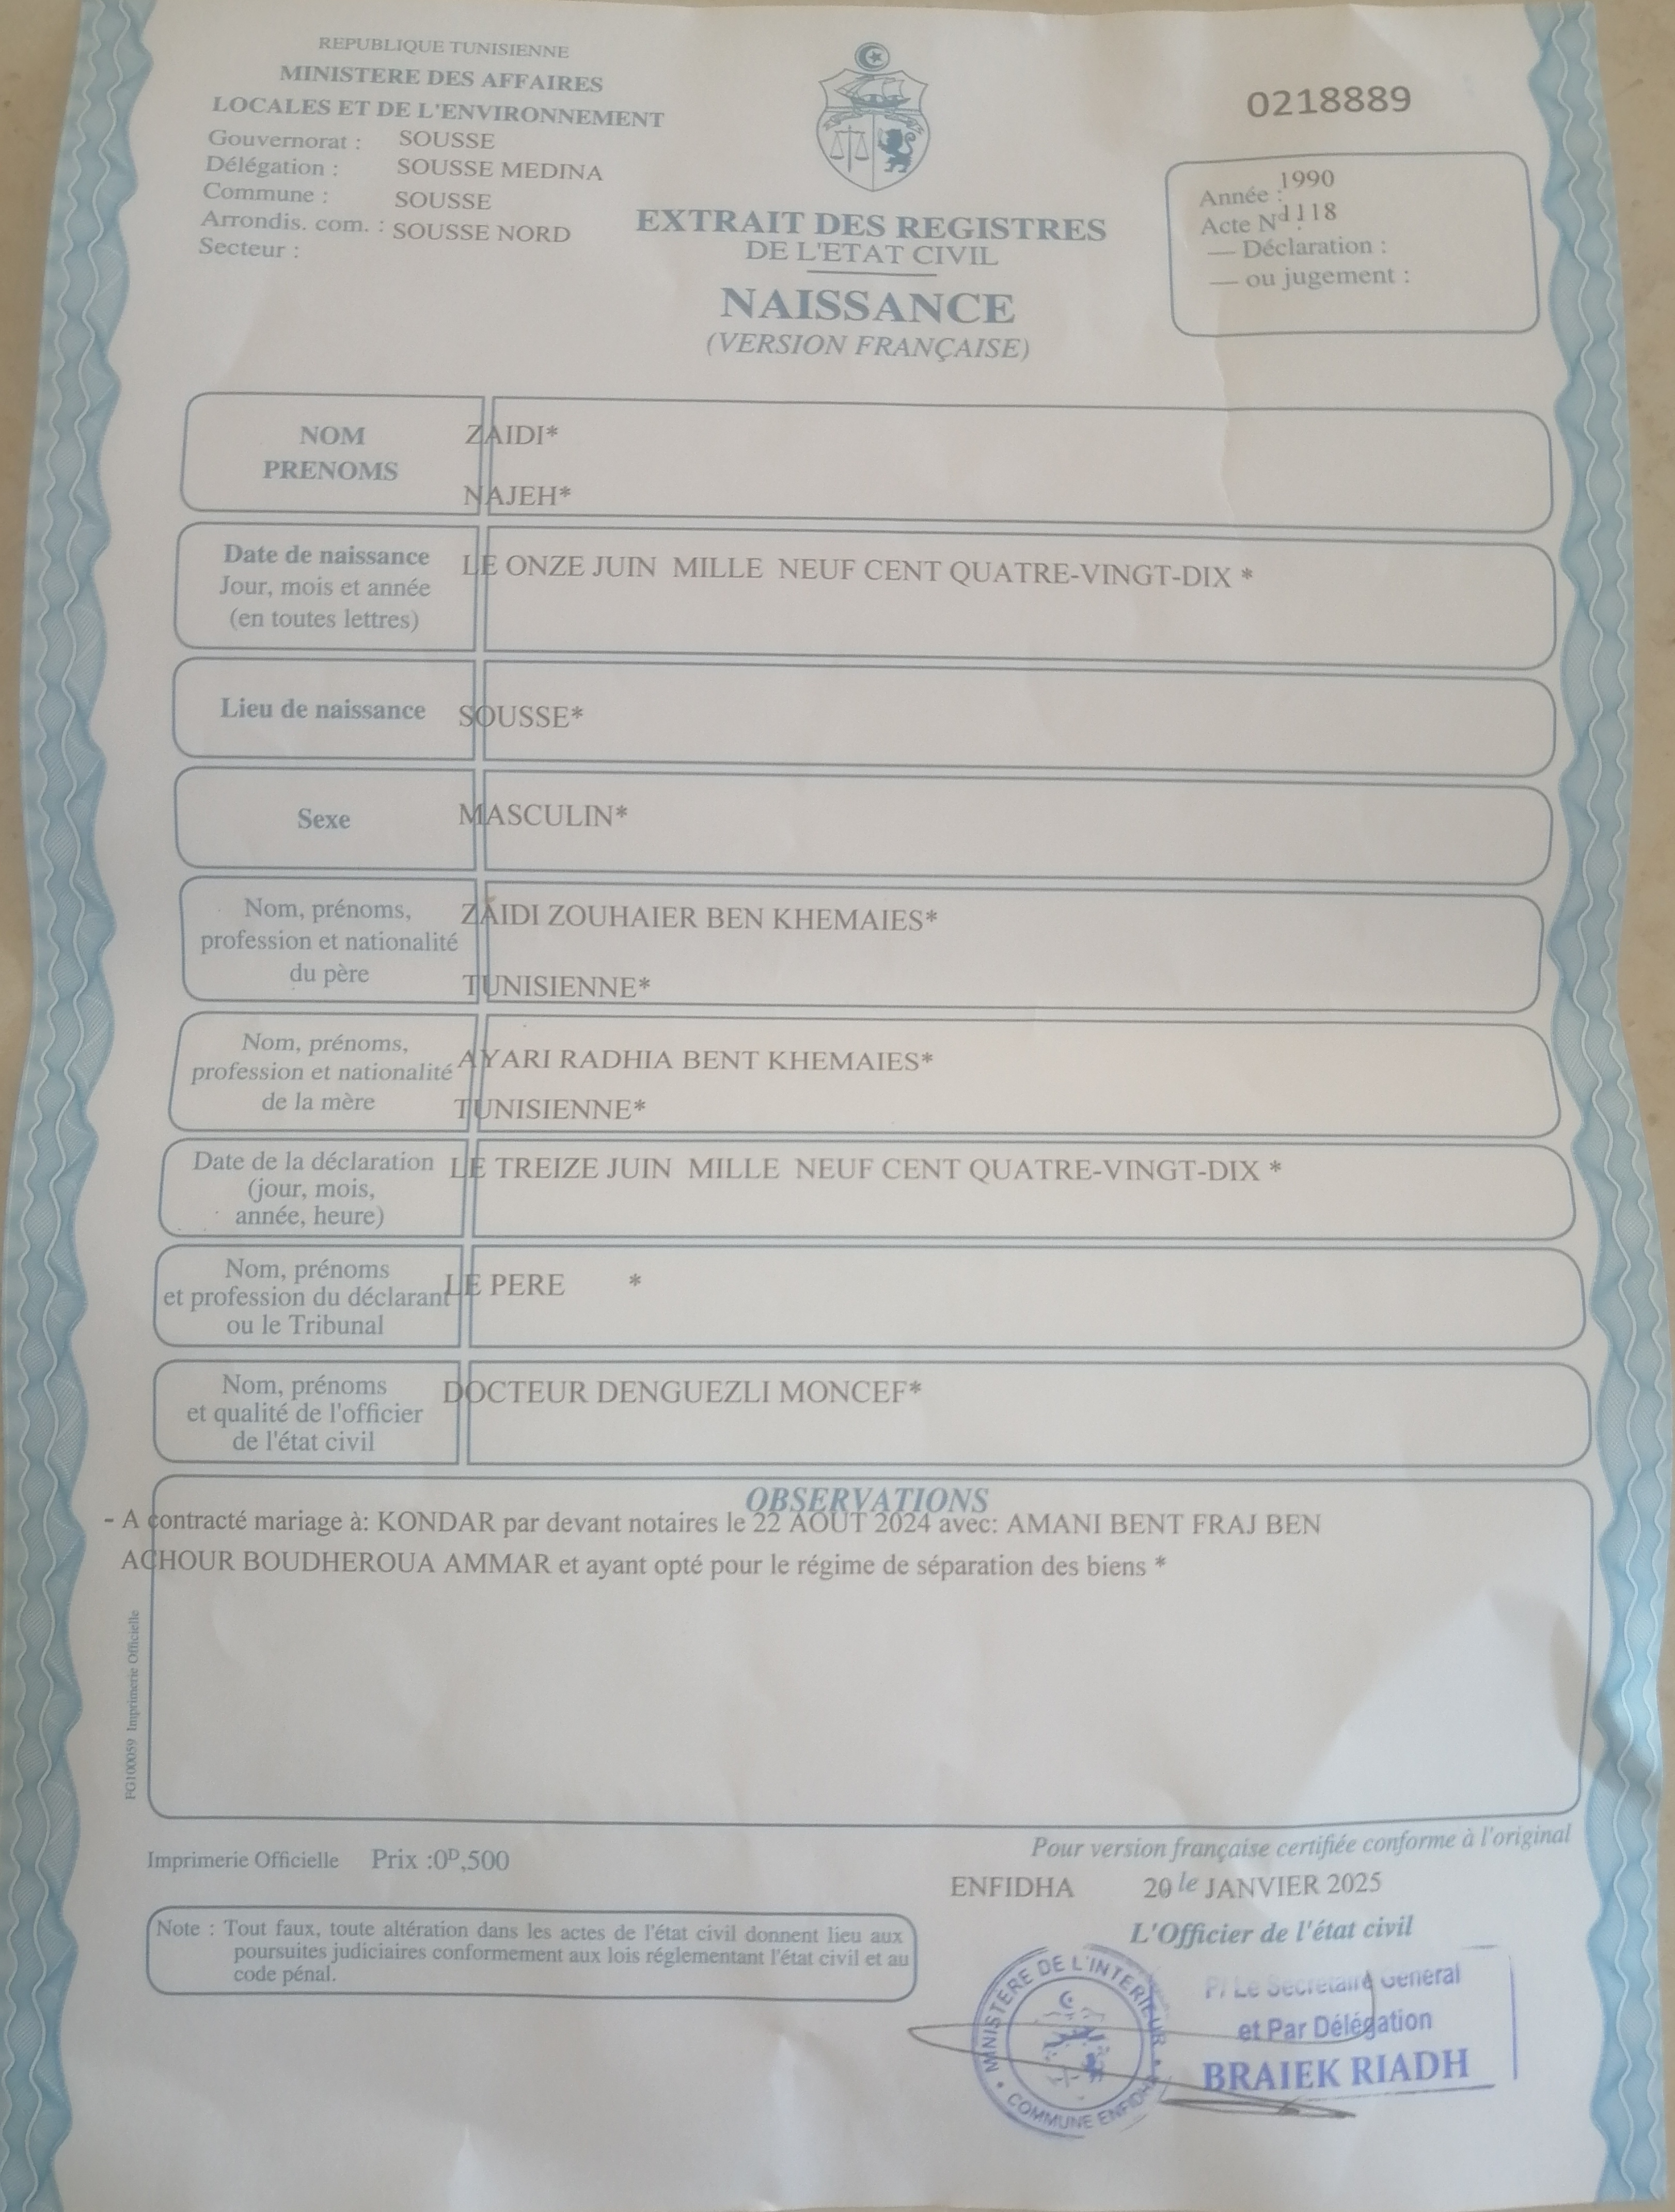 REPUBLIQUE TUNISIENNE
MINISTERE DES AFFAIRES
LOCALES ET DE L'ENVIRONNEMENT
Gouvernorat : SOUSSE
Délégation : SOUSSE MEDINA
Commune : SOUSSE
Arrondis. com. : SOUSSE NORD
Secteur :
0218889
Année : 1990
Acte N° : 1118
— Déclaration :
— ou jugement :
EXTRAIT DES REGISTRES
DE L'ETAT CIVIL
NAISSANCE
(VERSION FRANÇAISE)
NOM ZAIDI*
PRENOMS NAJEH*
Date de naissance LE ONZE JUIN MILLE NEUF CENT QUATRE-VINGT-DIX *
Jour, mois et année
(en toutes lettres)
Lieu de naissance SOUSSE*
Sexe MASCULIN*
Nom, prénoms, ZAIDI ZOUHAIER BEN KHEMAIES*
profession et nationalité
du père TUNISIENNE*
Nom, prénoms,
profession et nationalité AYARI RADHIA BENT KHEMAIES*
de la mère TUNISIENNE*
Date de la déclaration LE TREIZE JUIN MILLE NEUF CENT QUATRE-VINGT-DIX *
(jour, mois,
année, heure)
Nom, prénoms
et profession du déclarant LE PERE *
ou le Tribunal
Nom, prénoms DOCTEUR DENGUEZLI MONCEF*
et qualité de l'officier
de l'état civil
OBSERVATIONS
- A contracté mariage à: KONDAR par devant notaires le 22 AOUT 2024 avec: AMANI BENT FRAJ BEN
ACHOUR BOUDHEROUA AMMAR et ayant opté pour le régime de séparation des biens *
PG100059 Imprimerie Officielle
Imprimerie Officielle Prix :0ᴰ,500
Pour version française certifiée conforme à l'original
ENFIDHA 20 le JANVIER 2025
L'Officier de l'état civil
Note : Tout faux, toute altération dans les actes de l'état civil donnent lieu aux
poursuites judiciaires conformement aux lois réglementant l'état civil et au
code pénal.
MINISTERE DE L'INTERIEUR
COMMUNE ENFIDHA
P/ Le Secrétaire Général
et Par Délégation
BRAIEK RIADH